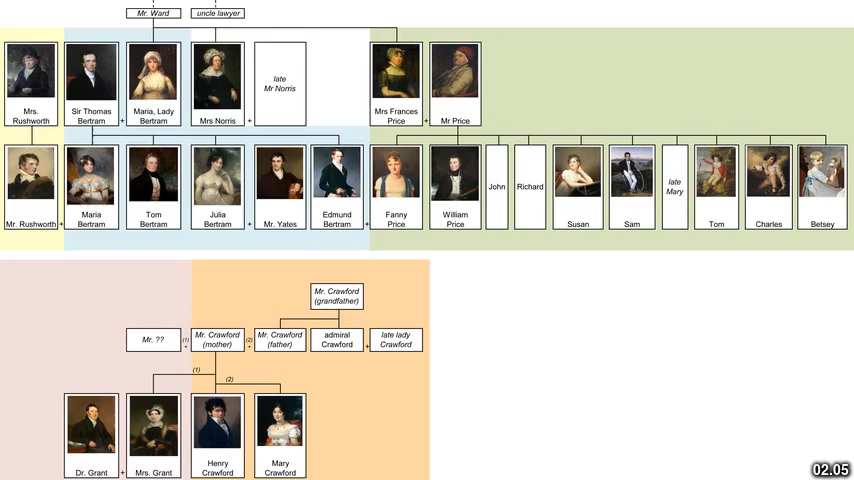 Mr. Ward
uncle lawyer
Mrs.
Rushworth
Sir Thomas
Bertram
+
Maria, Lady
Bertram
Mrs Norris
+
late
Mr Norris
Mrs Frances
Price
+
Mr Price
Mr. Rushworth
+
Maria
Bertram
Tom
Bertram
Julia
Bertram
+
Mr. Yates
Edmund
Bertram
+
Fanny
Price
William
Price
John
Richard
Susan
Sam
late
Mary
Tom
Charles
Betsey
Mr. Crawford
(grandfather)
Mr. ??
(1)
+
Mr. Crawford
(mother)
(2)
+
Mr. Crawford
(father)
admiral
Crawford
+
late lady
Crawford
(1)
(2)
Dr. Grant
+
Mrs. Grant
Henry
Crawford
Mary
Crawford
02.05